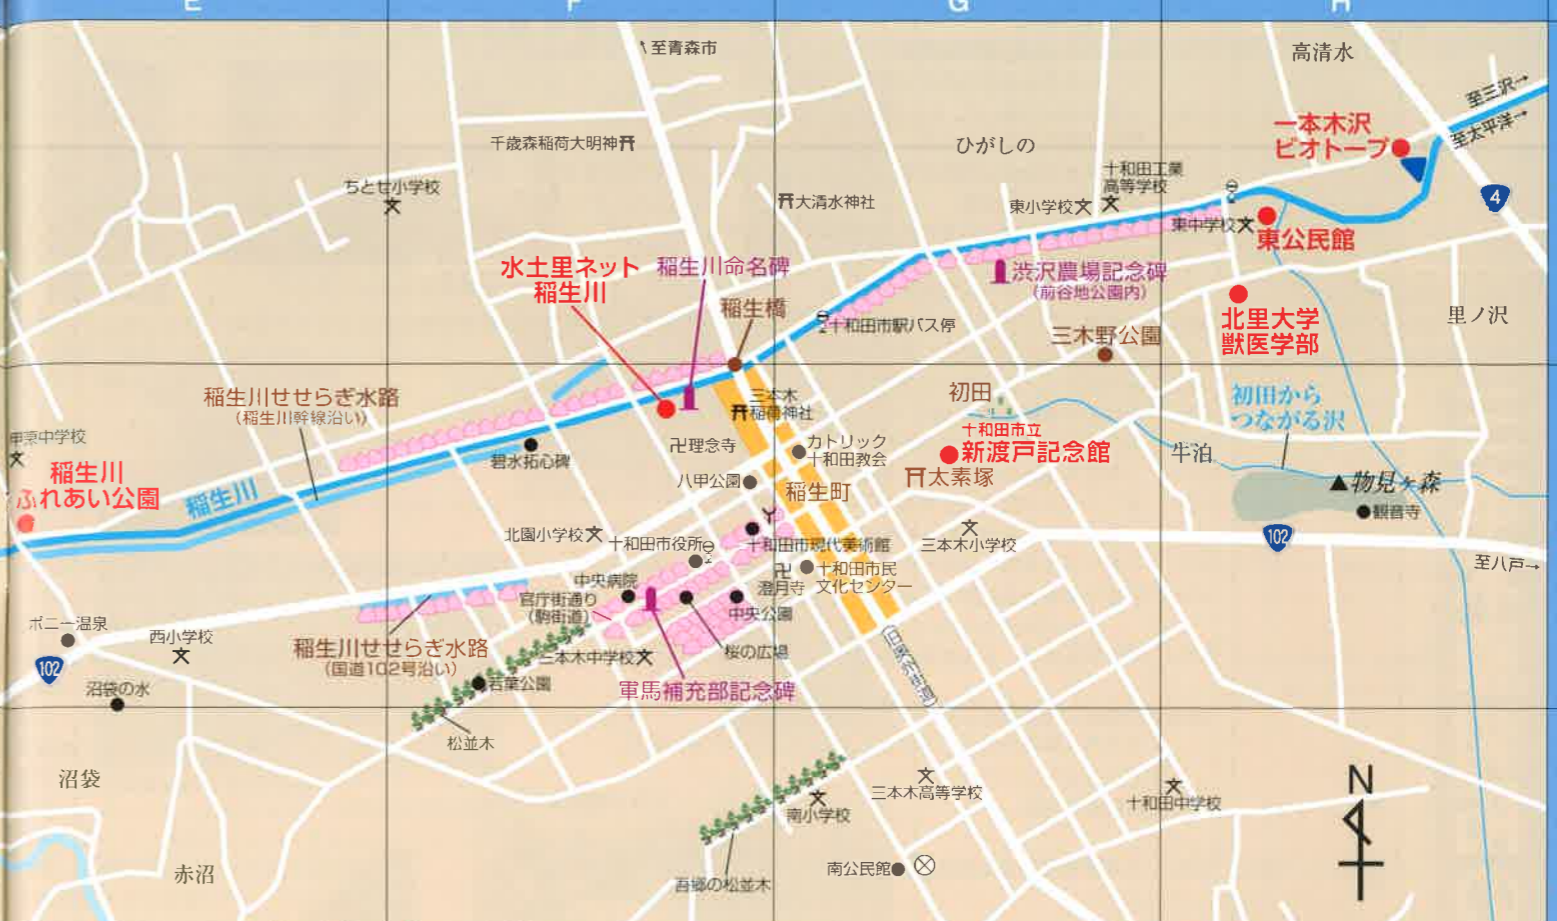 E
F
G
H
至青森市
高清水
至三沢→
至太平洋→
一本木沢
ビオトープ
千歳森稲荷大明神
ひがしの
十和田工業
高等学校
ちとせ小学校
大清水神社
東小学校
4
東中学校
東公民館
水土里ネット
稲生川
稲生川命名碑
渋沢農場記念碑
(前谷地公園内)
稲生橋
十和田市駅バス停
北里大学
獣医学部
里ノ沢
三木野公園
稲生川せせらぎ水路
(稲生川幹線沿い)
三本木
稲荷神社
初田
初田から
つながる沢
十和田市立
新渡戸記念館
甲東中学校
稲生川
ふれあい公園
碧水拓心碑
理念寺
カトリック
十和田教会
牛泊
太素塚
八甲公園
稲生町
物見ヶ森
観音寺
稲生川
北園小学校
十和田市役所
十和田市現代美術館
三本木小学校
102
至八戸→
中央病院
澄月寺
十和田市民
文化センター
官庁街通り
(駒街道)
中央公園
ポニー温泉
西小学校
稲生川せせらぎ水路
(国道102号沿い)
三本木中学校
桜の広場
102
沼袋の水
若葉公園
軍馬補充部記念碑
松並木
沼袋
三本木高等学校
十和田中学校
N
南小学校
赤沼
吾郷の松並木
南公民館